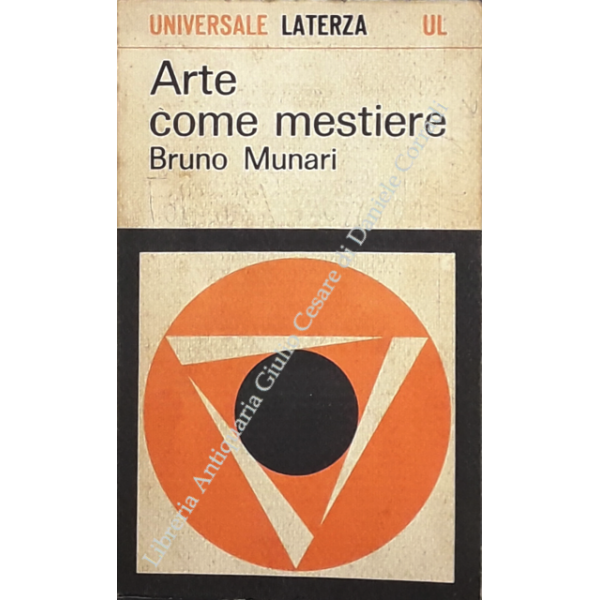 UNIVERSALE LATERZA UL
Arte
come mestiere
Bruno Munari
Libreria Antiquaria Giulio Cesare di Daniele Corradi